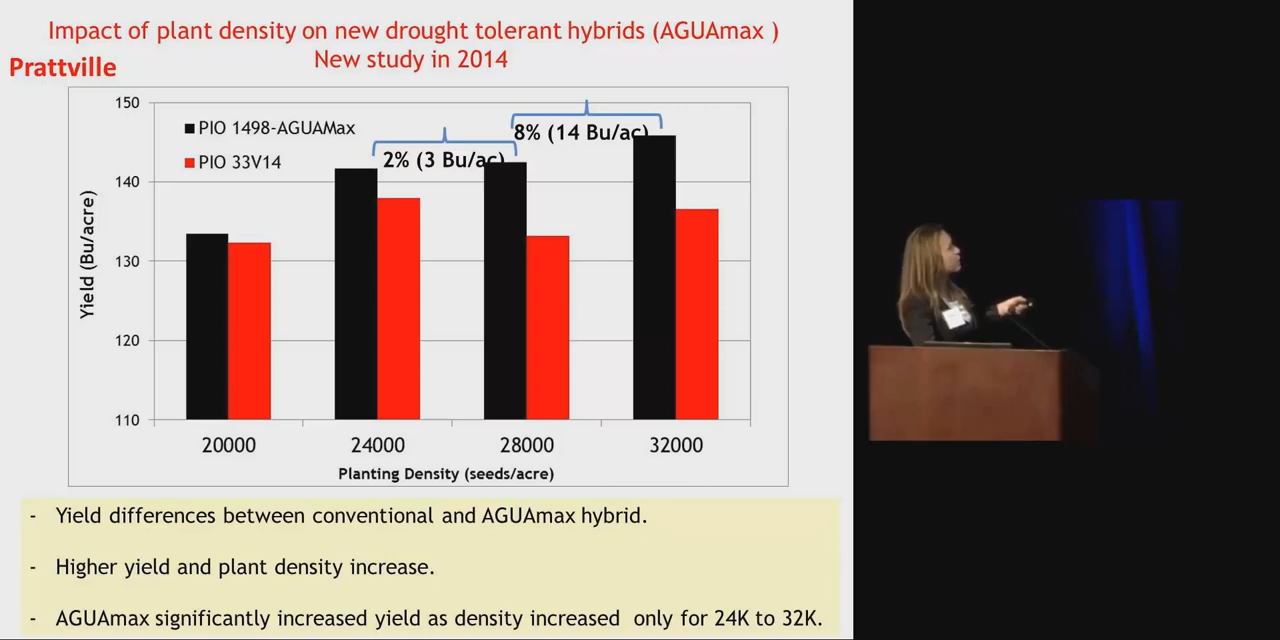 Impact of plant density on new drought tolerant hybrids (AGUAmax )
New study in 2014
Prattville
150
140
130
120
110
Yield (Bu/acre)
PIO 1498-AGUAMax
PIO 33V14
2% (3 Bu/ac)
8% (14 Bu/ac)
20000 24000 28000 32000
Planting Density (seeds/acre)
- Yield differences between conventional and AGUAmax hybrid.
- Higher yield and plant density increase.
- AGUAmax significantly increased yield as density increased only for 24K to 32K.